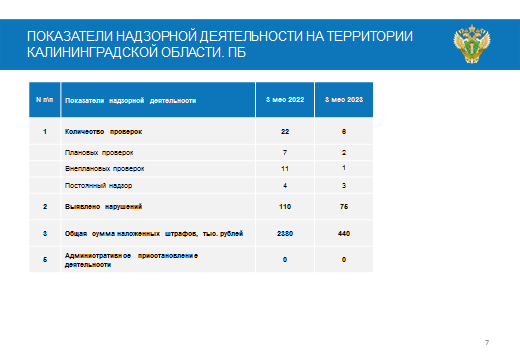 ПОКАЗАТЕЛИ НАДЗОРНОЙ ДЕЯТЕЛЬНОСТИ НА ТЕРРИТОРИИ
КАЛИНИНГРАДСКОЙ ОБЛАСТИ. ПБ
N п\п Показатели надзорной деятельности 3 мес 2022 3 мес 2023
1 Количество проверок 22 6
Плановых проверок 7 2
Внеплановых проверок 11 1
Постоянный надзор 4 3
2 Выявлено нарушений 110 75
3 Общая сумма наложенных штрафов, тыс. рублей 2380 440
5 Административное приостановление
деятельности 0 0
7